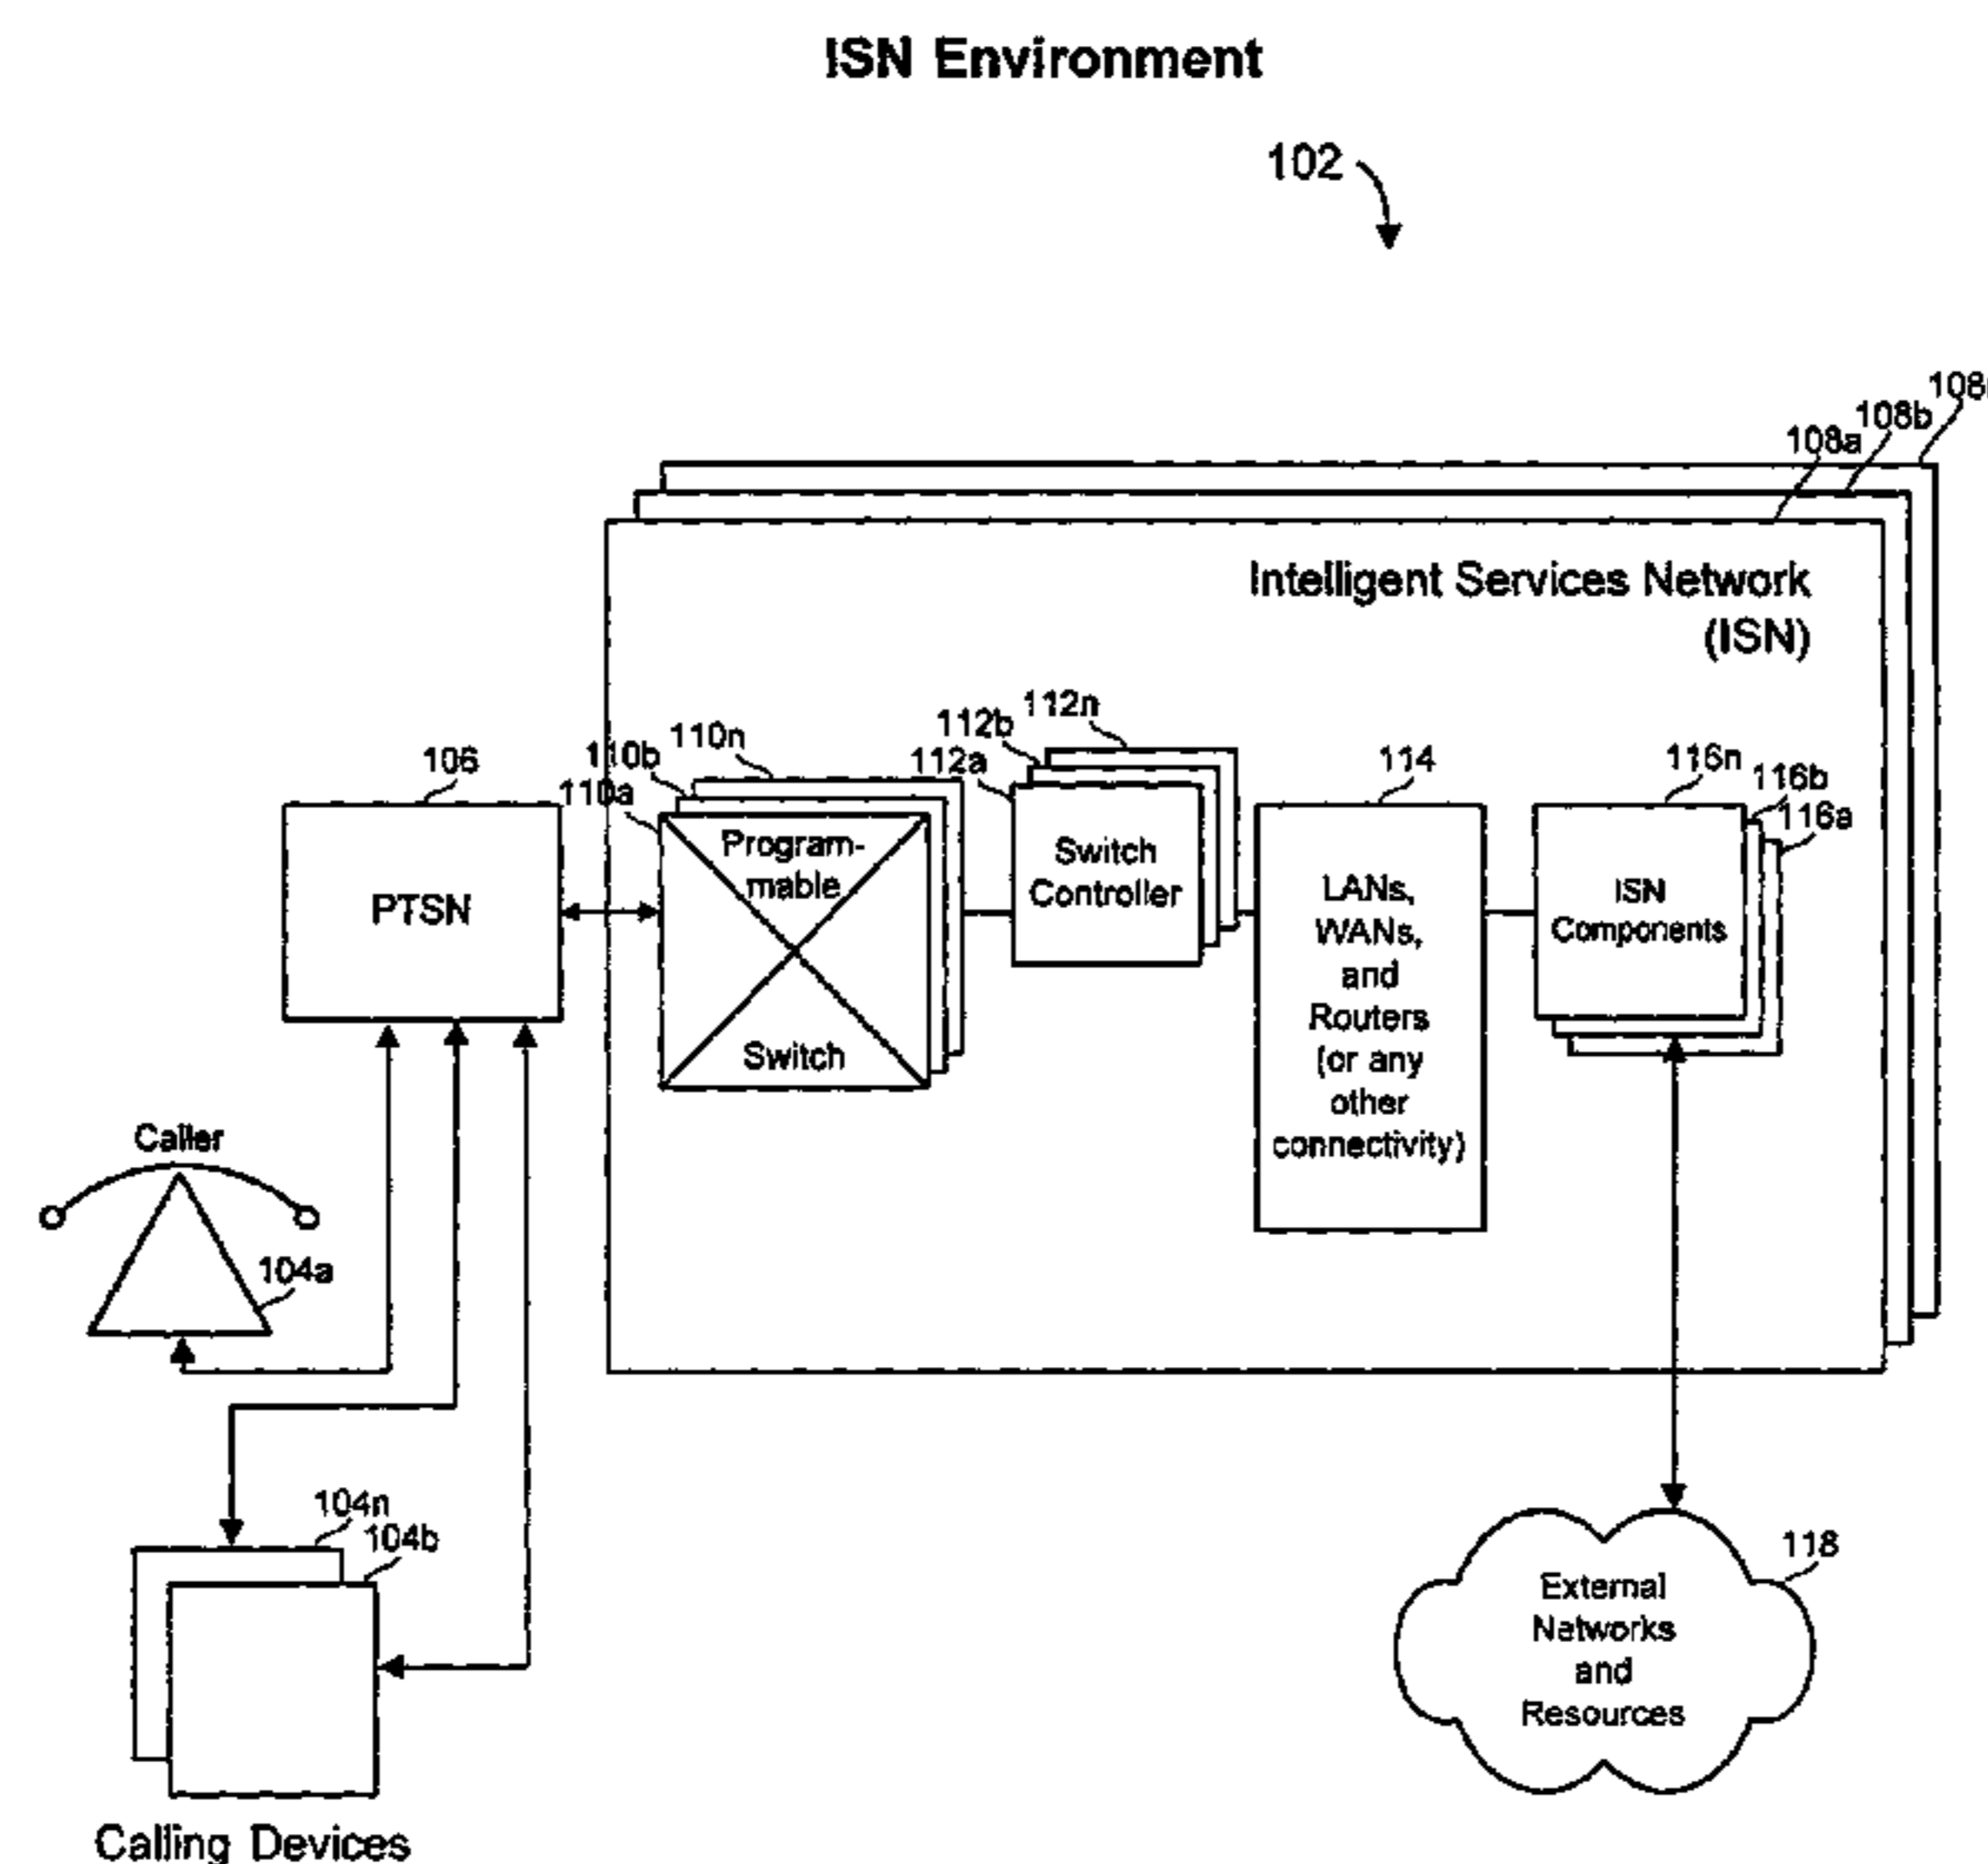 ISN Environment
102
108
108b
108a
Intelligent Services Network
(ISN)
112n
112b
112a
110n
110b
110a
106
114
116n
116b
116a
Program-
mable
Switch
Switch
Controller
PTSN
LANs,
WANs,
and
Routers
(or any
other
connectivity)
ISN
Components
Caller
104a
104n
104b
Calling Devices
118
External
Networks
and
Resources